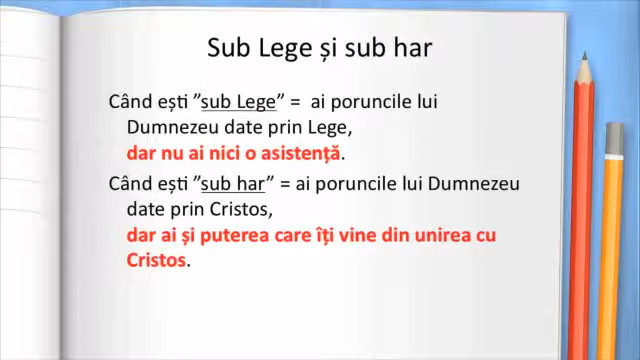 Sub Lege și sub har
Când ești ”sub Lege” = ai poruncile lui
Dumnezeu date prin Lege,
dar nu ai nici o asistență.
Când ești ”sub har” = ai poruncile lui Dumnezeu
date prin Cristos,
dar ai și puterea care îți vine din unirea cu
Cristos.